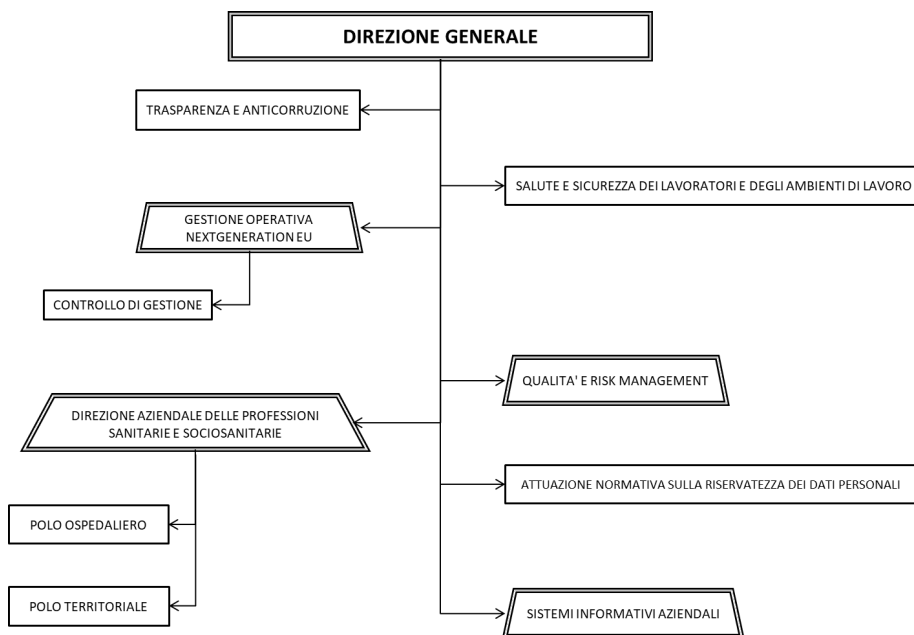 DIREZIONE GENERALE
TRASPARENZA E ANTICORRUZIONE
SALUTE E SICUREZZA DEI LAVORATORI E DEGLI AMBIENTI DI LAVORO
GESTIONE OPERATIVA
NEXTGENERATION EU
CONTROLLO DI GESTIONE
QUALITA' E RISK MANAGEMENT
DIREZIONE AZIENDALE DELLE PROFESSIONI
SANITARIE E SOCIOSANITARIE
ATTUAZIONE NORMATIVA SULLA RISERVATEZZA DEI DATI PERSONALI
POLO OSPEDALIERO
POLO TERRITORIALE
SISTEMI INFORMATIVI AZIENDALI